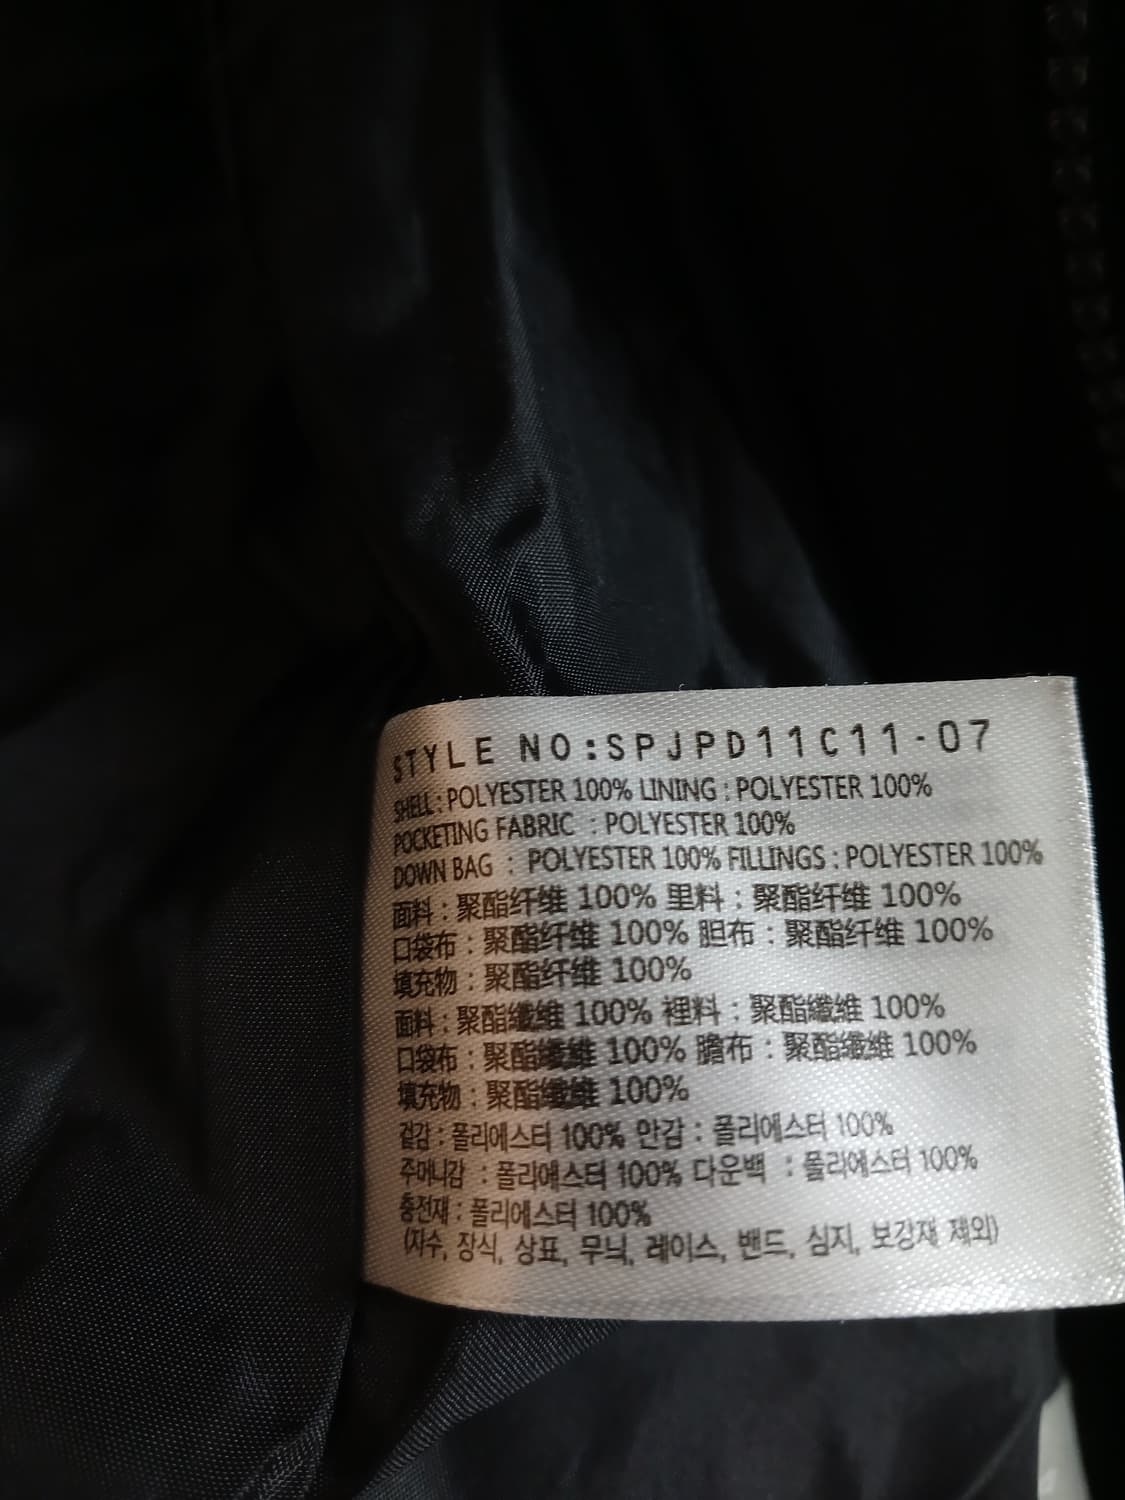 STYLE NO:SPJPD11C11-07
SHELL: POLYESTER 100% LINING : POLYESTER 100%
POCKETING FABRIC : POLYESTER 100%
DOWN BAG : POLYESTER 100% FILLINGS : POLYESTER 100%
面料 : 聚酯纤维 100% 里料 : 聚酯纤维 100%
口袋布 : 聚酯纤维 100% 胆布 : 聚酯纤维 100%
填充物 : 聚酯纤维 100%
面料 : 聚酯纖維 100% 裡料 : 聚酯纖維 100%
口袋布 : 聚酯纖維 100% 膽布 : 聚酯纖維 100%
填充物 : 聚酯纖維 100%
겉감 : 폴리에스터 100% 안감 : 폴리에스터 100%
주머니감 : 폴리에스터 100% 다운백 : 폴리에스터 100%
충전재 : 폴리에스터 100%
(자수, 장식, 상표, 무늬, 레이스, 밴드, 심지, 보강재 제외)